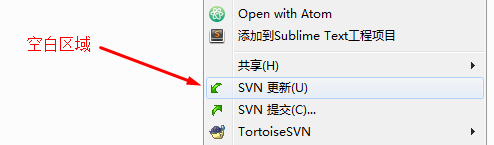 Open with Atom
添加到Sublime Text工程项目
空白区域
共享(H)
SVN 更新(U)
SVN 提交(C)...
TortoiseSVN